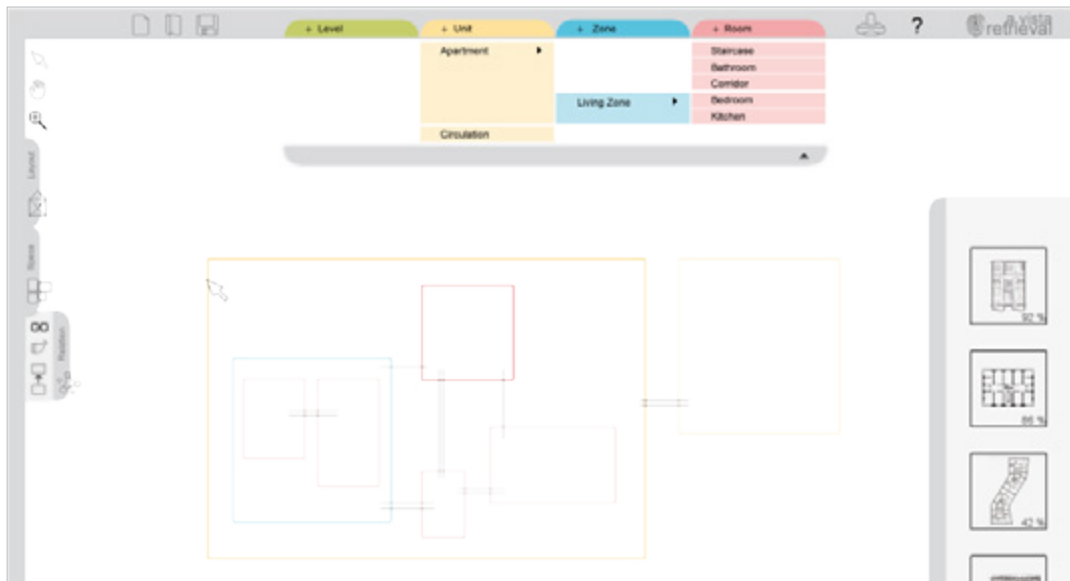 + Level
+ Unit
+ Zone
+ Room
?
a.vista
retrieval
Apartment
Staircase
Bathroom
Corridor
Living Zone
Bedroom
Kitchen
Circulation
Layout
Space
Relation
92 %
86 %
42 %